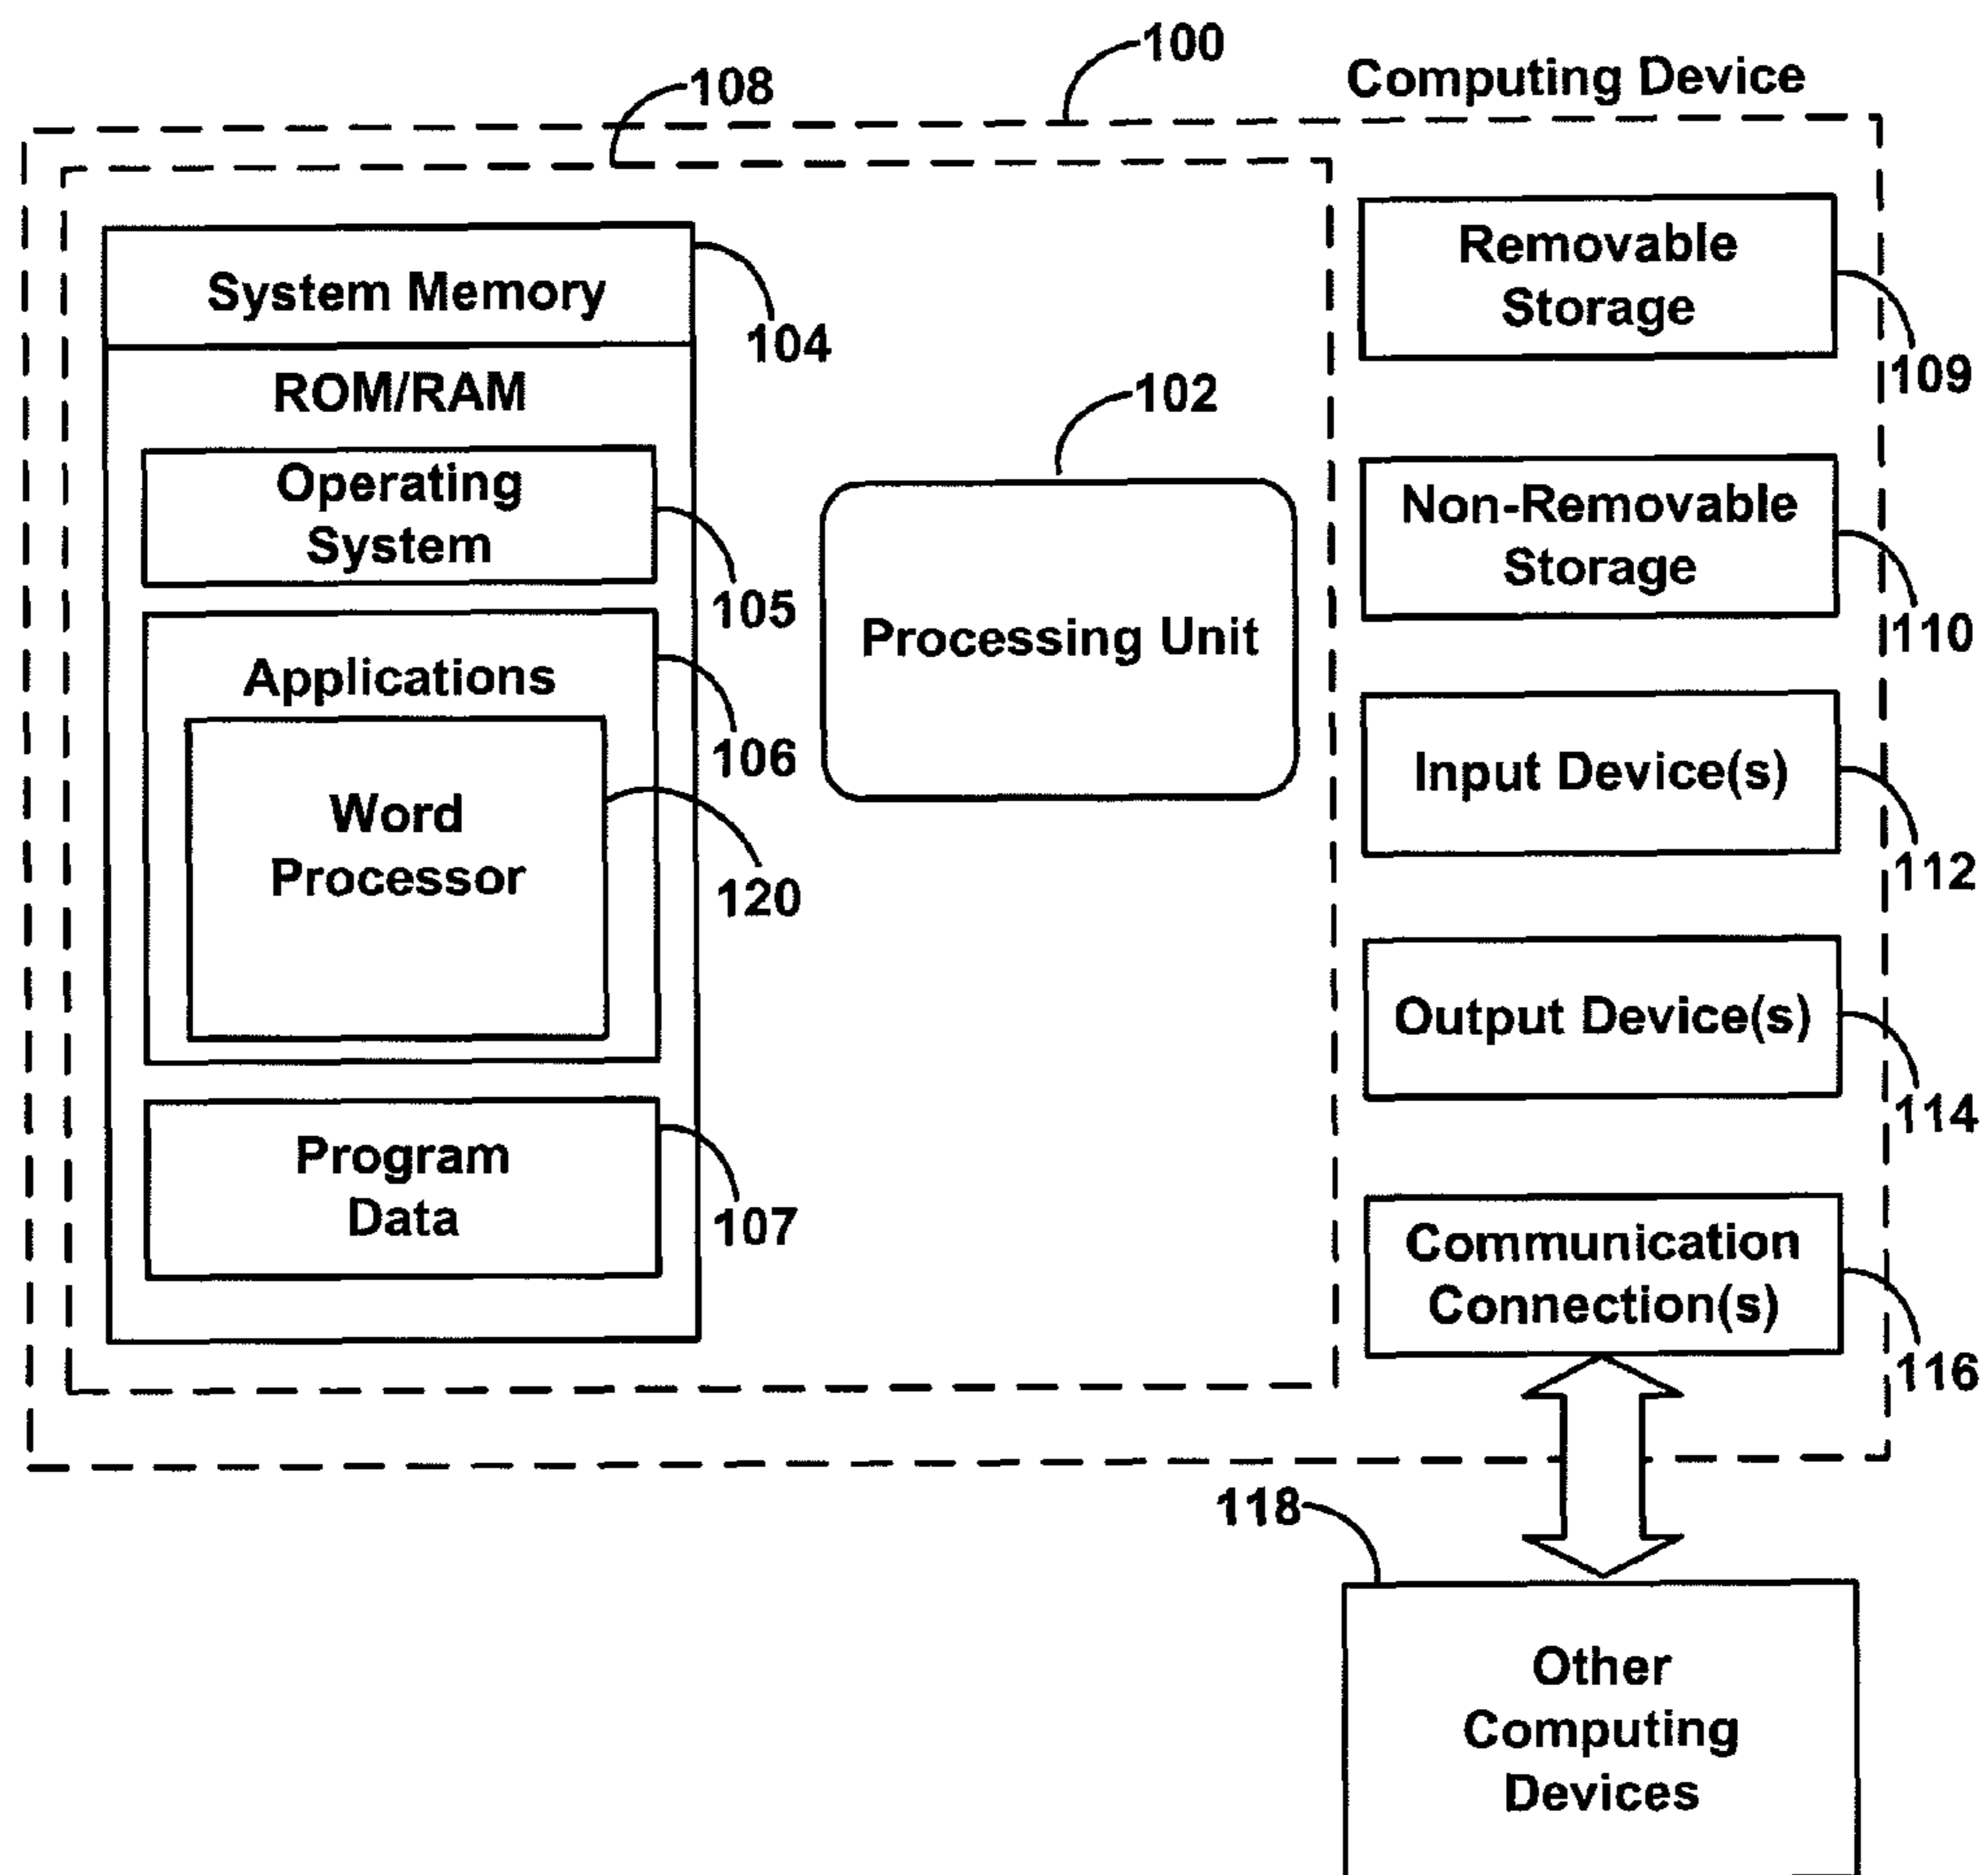 100
Computing Device
108
System Memory
104
ROM/RAM
Operating
System
105
Applications
106
Word
Processor
120
Program
Data
107
102
Processing Unit
Removable
Storage
109
Non-Removable
Storage
110
Input Device(s)
112
Output Device(s)
114
Communication
Connection(s)
116
118
Other
Computing
Devices